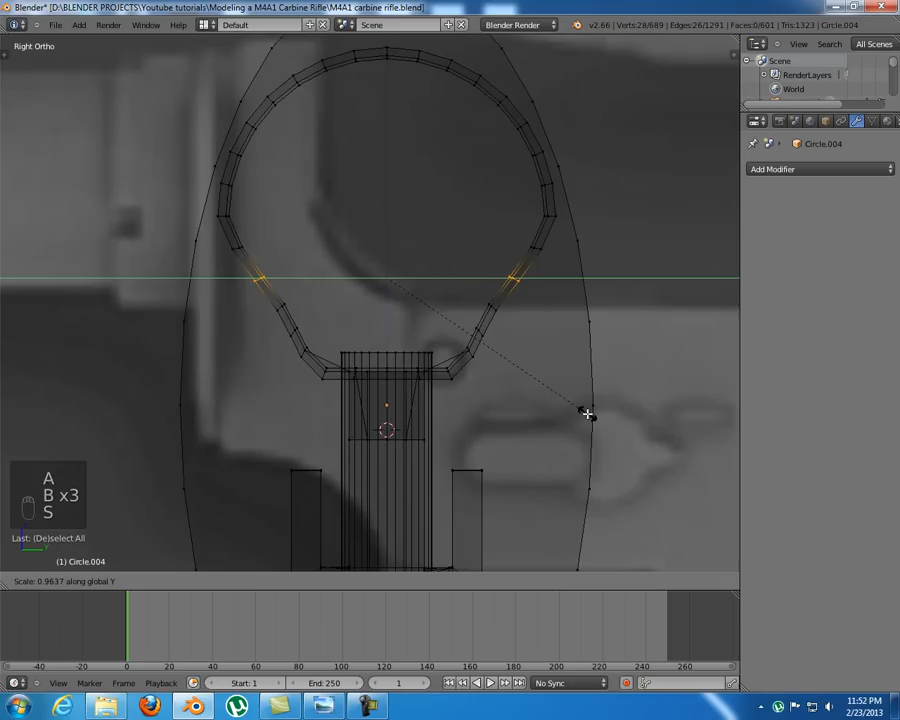 Blender* [D:\BLENDER PROJECTS\Youtube tutorials\Modeling a M4A1 Carbine Rifle\M4A1 carbine rifle.blend]
File Add Render Window Help Default Scene Blender Render v2.66 | Verts:28/689 | Edges:26/1291 | Faces:0/601 | Tris:1323 | Circle.004
Right Ortho
View Search All Scenes
Scene
RenderLayers
World
Circle.004
Add Modifier
A
B x3
S
Last: (De)select All
(1) Circle.004
Scale: 0.9637 along global Y
-40 -20 0 20 40 60 80 100 120 140 160 180 200 220 240 260
View Marker Frame Playback Start: 1 End: 250 1 No Sync
11:52 PM
2/23/2013